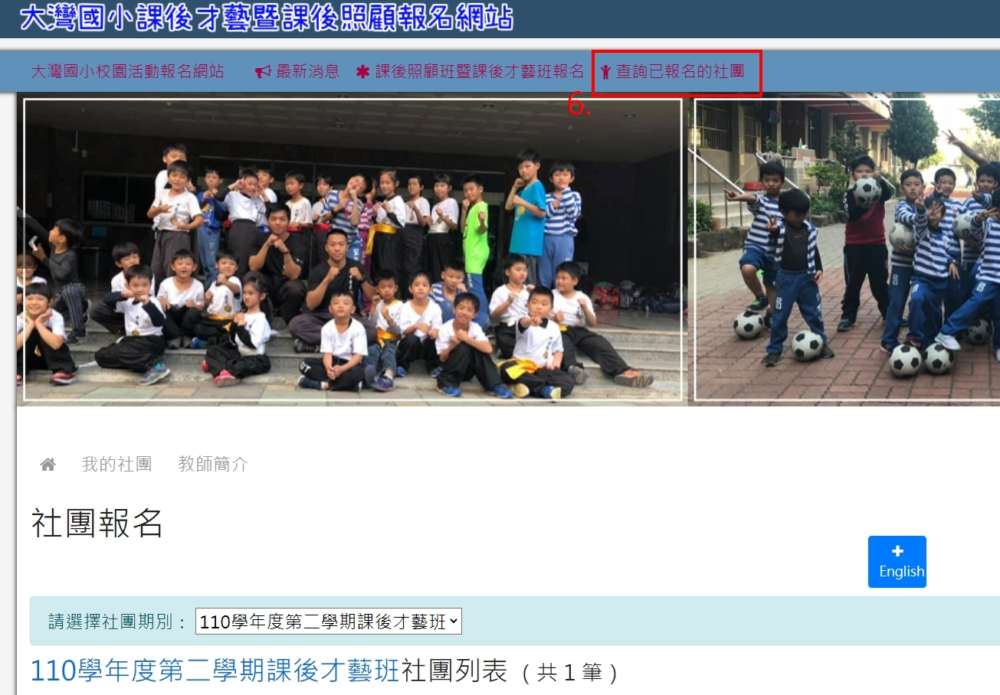 大灣國小課後才藝暨課後照顧報名網站
大灣國小校園活動報名網站 最新消息 課後照顧班暨課後才藝班報名 查詢已報名的社團
6.
我的社團 教師簡介
社團報名
English
請選擇社團期別： 110學年度第二學期課後才藝班
110學年度第二學期課後才藝班社團列表 （共 1 筆）